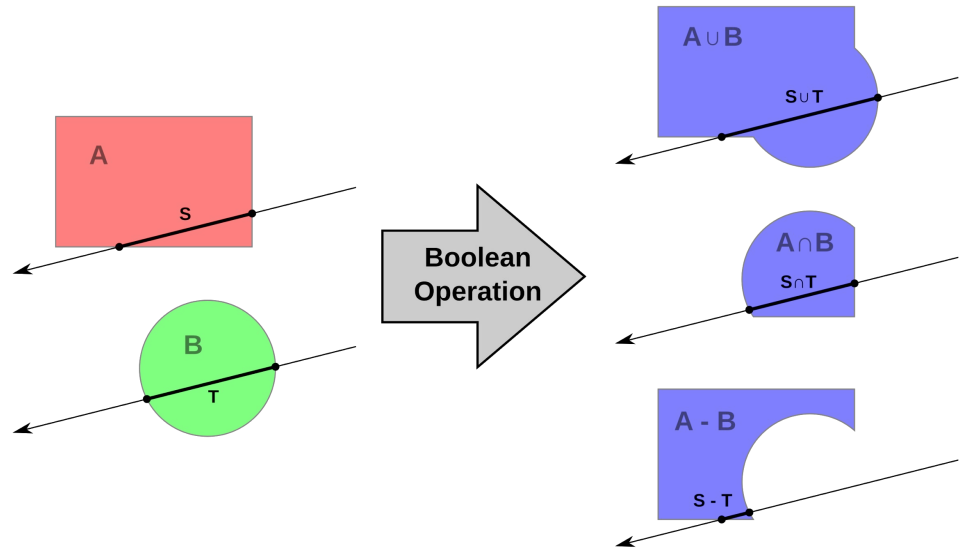 A
S
B
T
Boolean
Operation
A∪B
S∪T
A∩B
S∩T
A - B
S - T